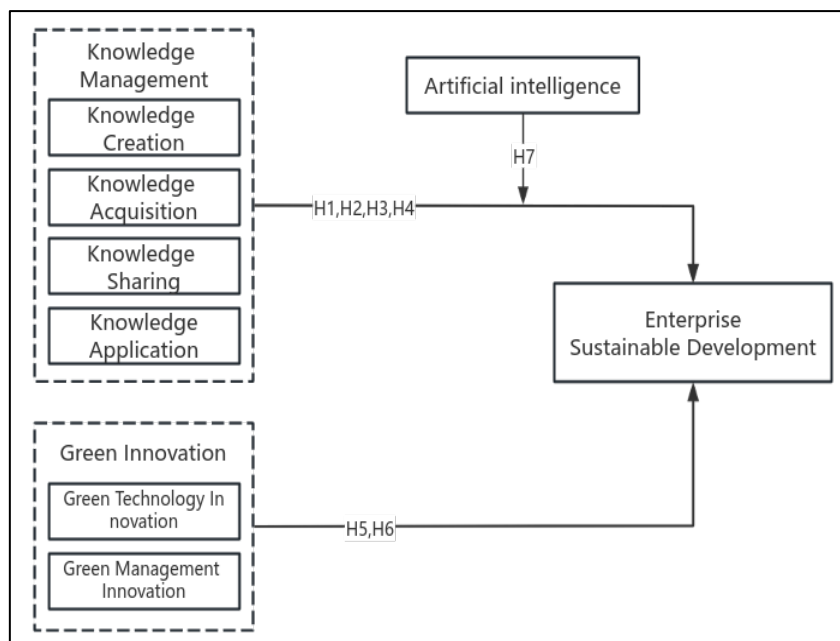 Knowledge
Management
Knowledge
Creation
Knowledge
Acquisition
Knowledge
Sharing
Knowledge
Application
Artificial intelligence
H7
H1,H2,H3,H4
Enterprise
Sustainable Development
Green Innovation
Green Technology In
novation
Green Management
Innovation
H5,H6